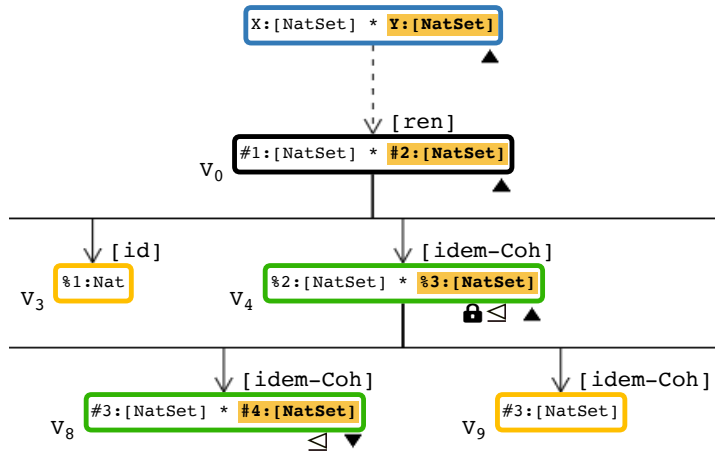 X:[NatSet] * Y:[NatSet]
[ren]
V0 #1:[NatSet] * #2:[NatSet]
[id] [idem-Coh]
V3 %1:Nat V4 %2:[NatSet] * %3:[NatSet]
[idem-Coh] [idem-Coh]
V8 #3:[NatSet] * #4:[NatSet] V9 #3:[NatSet]